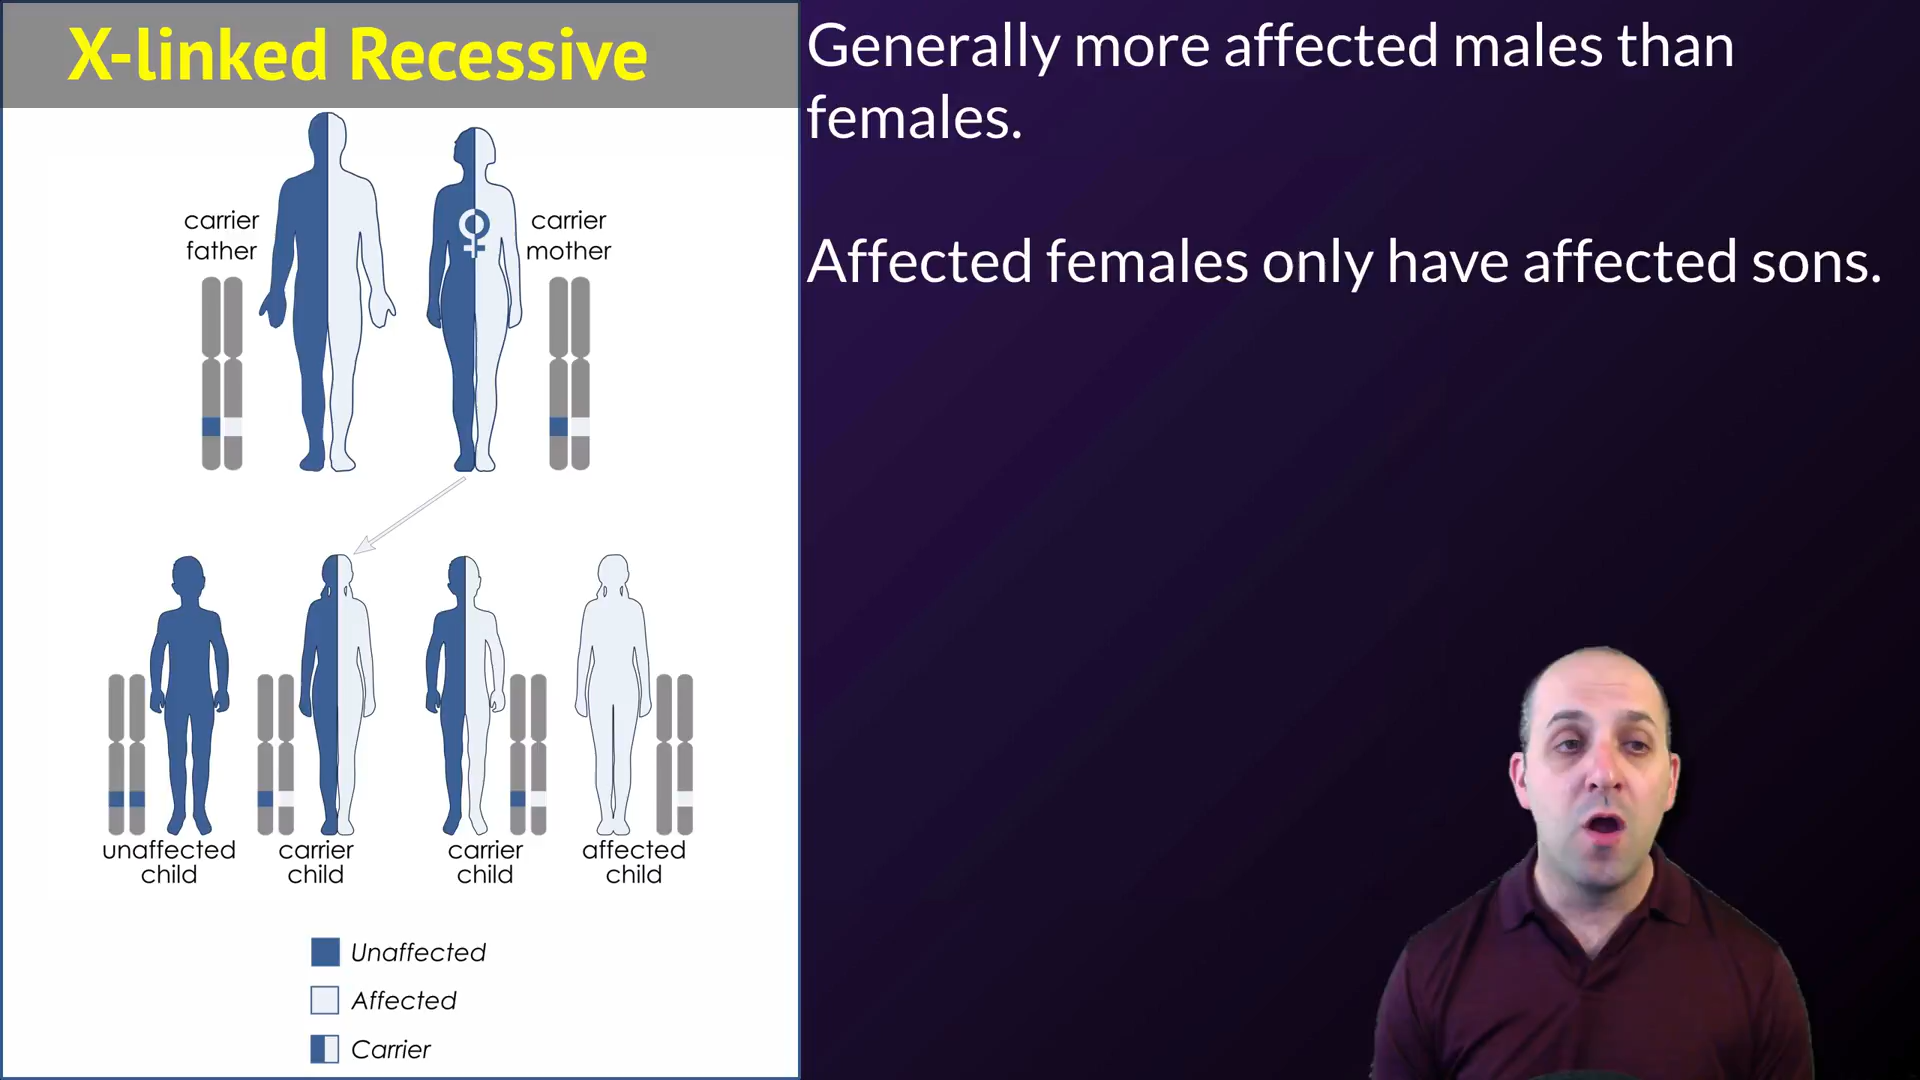 X-linked Recessive
Generally more affected males than
females.
Affected females only have affected sons.
carrier
father
carrier
mother
unaffected
child
carrier
child
carrier
child
affected
child
Unaffected
Affected
Carrier